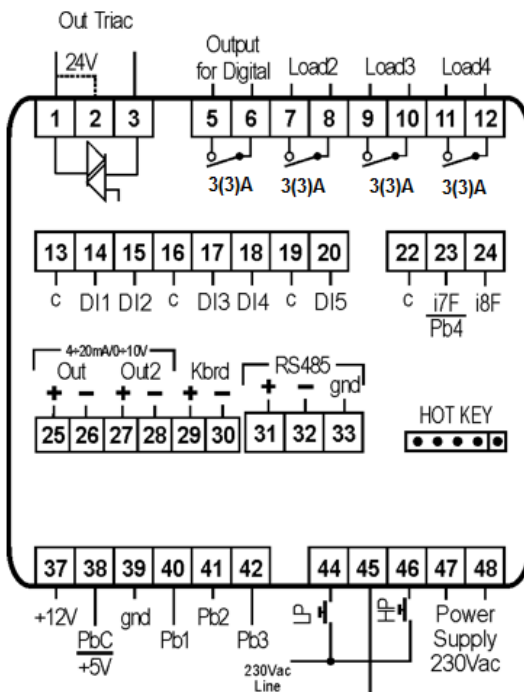 Out Triac
24V
Output
for Digital
Load2 Load3 Load4
1 2 3
5 6 7 8 9 10 11 12
3(3)A 3(3)A 3(3)A 3(3)A
13 14 15 16 17 18 19 20
22 23 24
C DI1 DI2 C DI3 DI4 C DI5
C i7F i8F
Pb4
4÷20mA/0÷10V
Out Out2 Kbrd
RS485
+ − + − + −
+ − gnd
25 26 27 28 29 30
31 32 33
HOT KEY
37 38 39 40 41 42
44 45 46 47 48
+12V PbC gnd Pb1 Pb2 Pb3
+5V
LP
HP
Power
Supply
230Vac
230Vac
Line